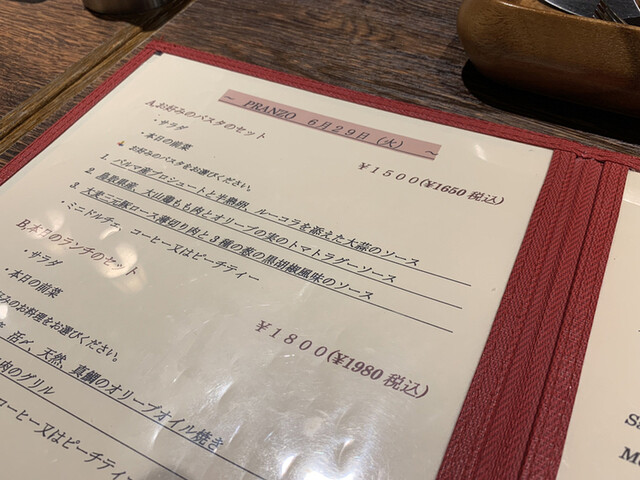 ～ PRANZO 6月29日（火） ～
A.お好みのパスタのセット
¥1500(¥1650 税込)
・サラダ
・本日の前菜
お好みのパスタをお選びください。
1. パルマ産プロシュートと半熟卵、ルーコラを添えた大蒜のソース
2. 鳥取県産、大山鶏もも肉とオリーブの実のトマトラグーソース
3. 大麦三元豚ロース薄切り肉と3種の葱の黒胡椒風味のソース
・ミニドルチェ、コーヒー又はピーチティー
B.本日のランチのセット
¥1800(¥1980 税込)
・サラダ
・本日の前菜
好みのお料理をお選びください。
活〆、天然、真鯛のオリーブオイル焼き
肉のグリル
コーヒー又はピーチティー